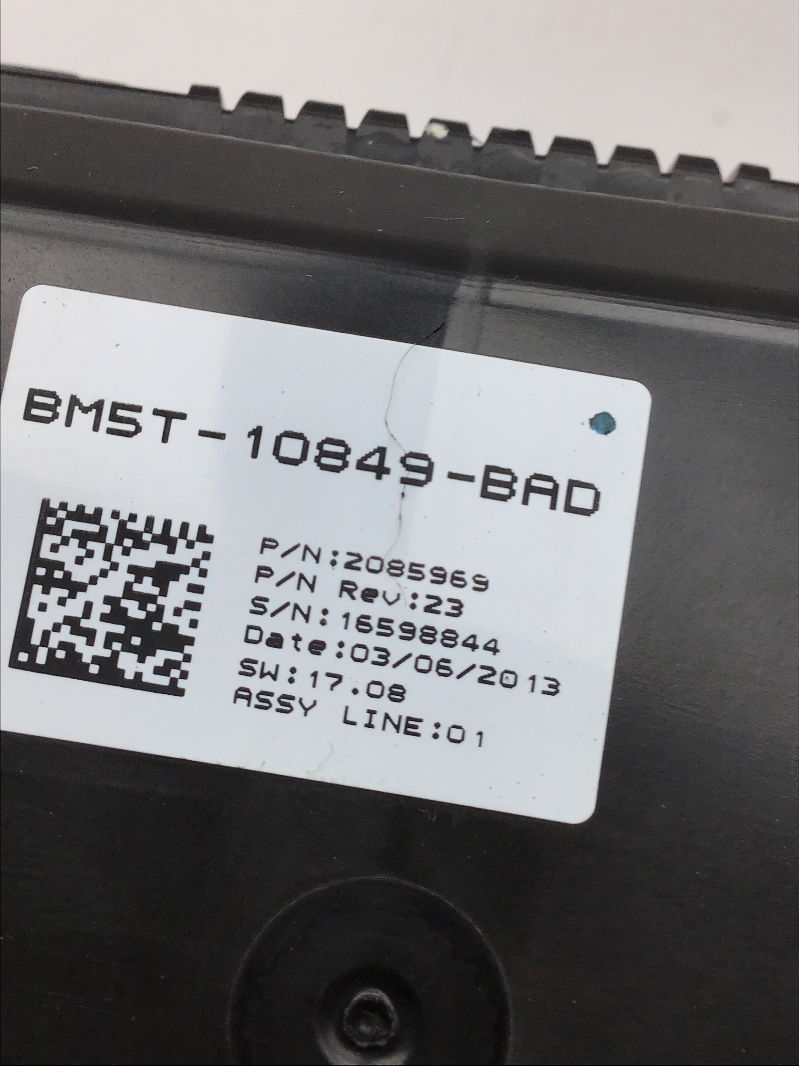 BM5T-10849-BAD
P/N:2085969
P/N Rev:23
S/N:16598844
Date:03/06/2013
SW:17.08
ASSY LINE:01